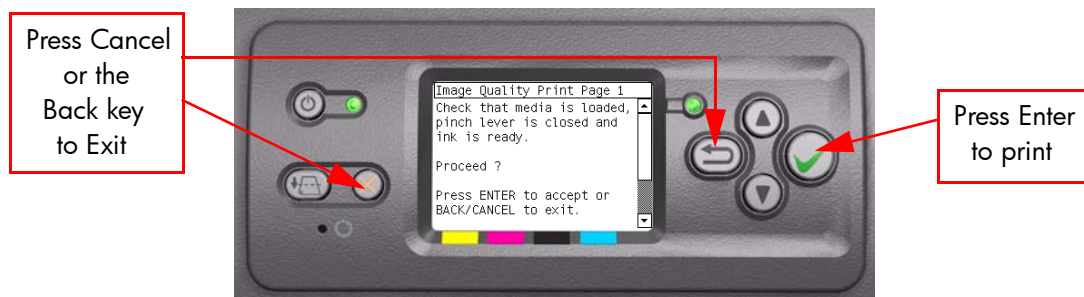 Press Cancel
or the
Back key
to Exit
Image Quality Print Page 1
Check that media is loaded,
pinch lever is closed and
ink is ready.
Proceed ?
Press ENTER to accept or
BACK/CANCEL to exit.
Press Enter
to print